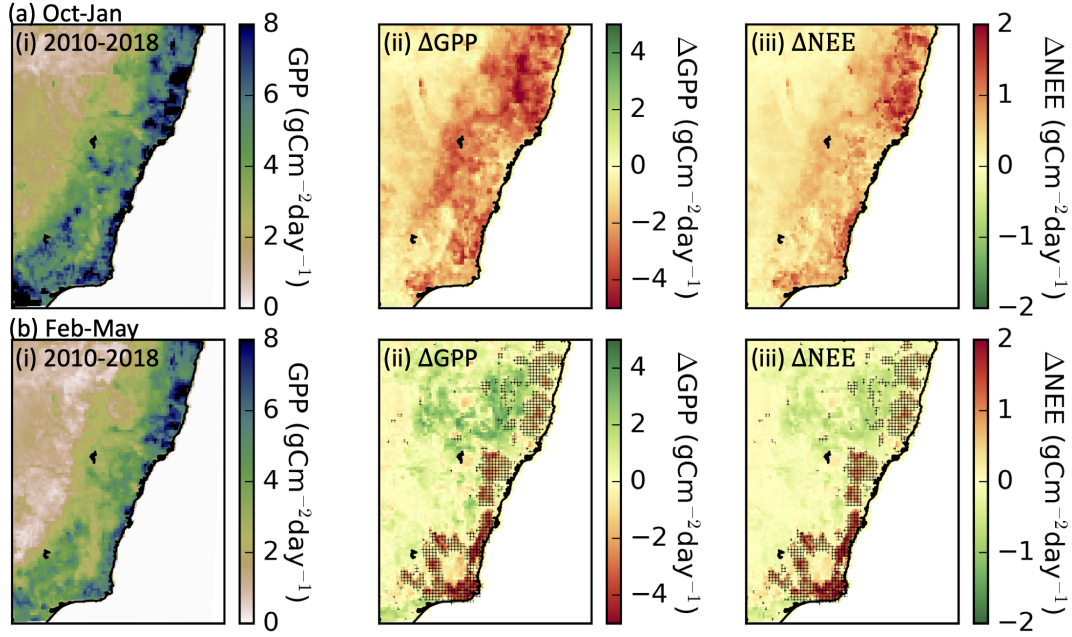 (a) Oct-Jan
(i) 2010-2018
8
6
4
2
0
GPP (gCm⁻²day⁻¹)
(ii) ΔGPP
4
2
0
−2
−4
ΔGPP (gCm⁻²day⁻¹)
(iii) ΔNEE
2
1
0
−1
−2
ΔNEE (gCm⁻²day⁻¹)
(b) Feb-May
(i) 2010-2018
8
6
4
2
0
GPP (gCm⁻²day⁻¹)
(ii) ΔGPP
4
2
0
−2
−4
ΔGPP (gCm⁻²day⁻¹)
(iii) ΔNEE
2
1
0
−1
−2
ΔNEE (gCm⁻²day⁻¹)